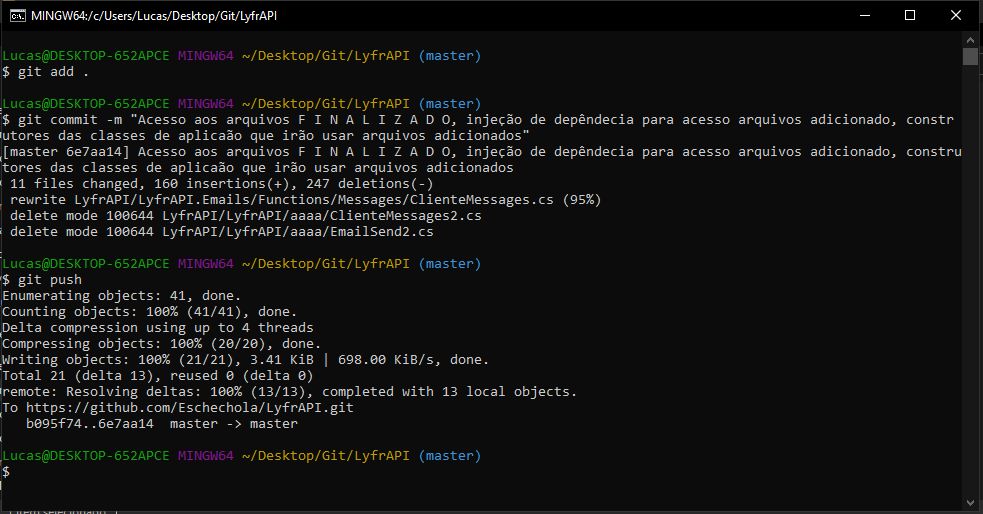 MINGW64:/c/Users/Lucas/Desktop/Git/LyfrAPI
Lucas@DESKTOP-652APCE MINGW64 ~/Desktop/Git/LyfrAPI (master)
$ git add .
Lucas@DESKTOP-652APCE MINGW64 ~/Desktop/Git/LyfrAPI (master)
$ git commit -m "Acesso aos arquivos F I N A L I Z A D O, injeção de depêndecia para acesso arquivos adicionado, constr
utores das classes de aplicaão que irão usar arquivos adicionados"
[master 6e7aa14] Acesso aos arquivos F I N A L I Z A D O, injeção de depêndecia para acesso arquivos adicionado, constru
tores das classes de aplicaão que irão usar arquivos adicionados
 11 files changed, 160 insertions(+), 247 deletions(-)
 rewrite LyfrAPI/LyfrAPI.Emails/Functions/Messages/ClienteMessages.cs (95%)
 delete mode 100644 LyfrAPI/LyfrAPI/aaaa/ClienteMessages2.cs
 delete mode 100644 LyfrAPI/LyfrAPI/aaaa/EmailSend2.cs
Lucas@DESKTOP-652APCE MINGW64 ~/Desktop/Git/LyfrAPI (master)
$ git push
Enumerating objects: 41, done.
Counting objects: 100% (41/41), done.
Delta compression using up to 4 threads
Compressing objects: 100% (20/20), done.
Writing objects: 100% (21/21), 3.41 KiB | 698.00 KiB/s, done.
Total 21 (delta 13), reused 0 (delta 0)
remote: Resolving deltas: 100% (13/13), completed with 13 local objects.
To https://github.com/Eschechola/LyfrAPI.git
   b095f74..6e7aa14  master -> master
Lucas@DESKTOP-652APCE MINGW64 ~/Desktop/Git/LyfrAPI (master)
$